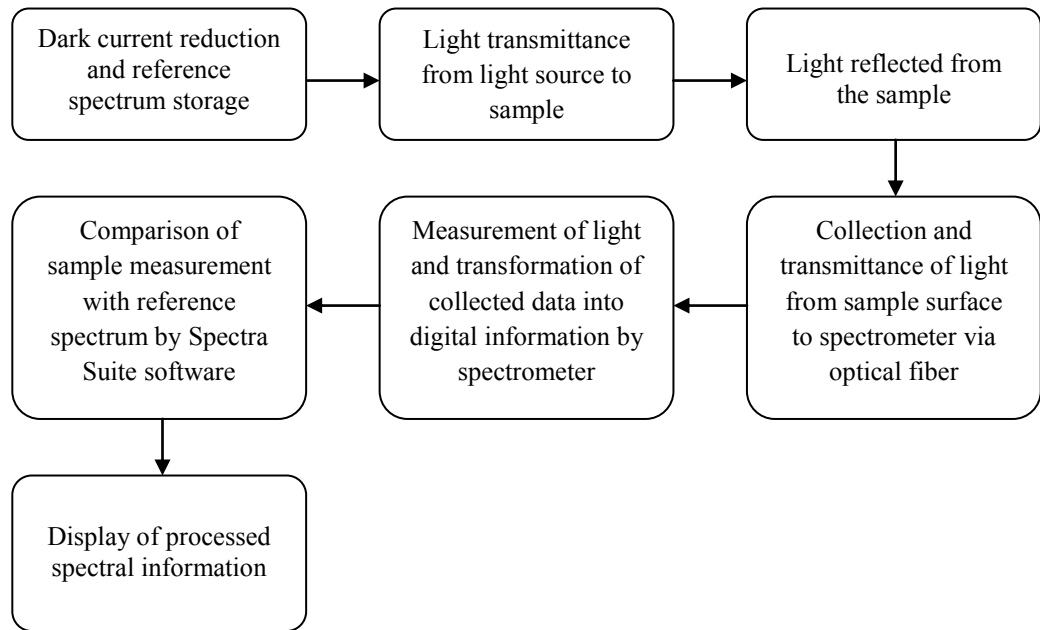 Dark current reduction
and reference
spectrum storage
Light transmittance
from light source to
sample
Light reflected from
the sample
Collection and
transmittance of light
from sample surface
to spectrometer via
optical fiber
Measurement of light
and transformation of
collected data into
digital information by
spectrometer
Comparison of
sample measurement
with reference
spectrum by Spectra
Suite software
Display of processed
spectral information